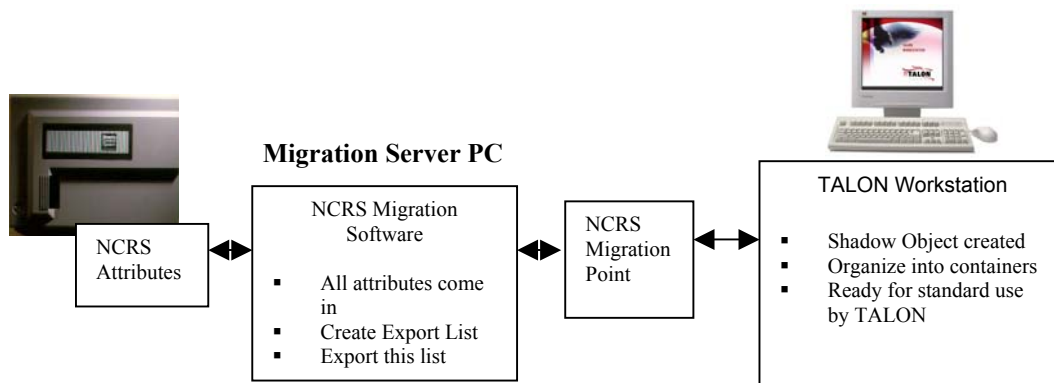 TALON
Migration Server PC
NCRS
Attributes
NCRS Migration
Software
▪ All attributes come
in
▪ Create Export List
▪ Export this list
NCRS
Migration
Point
TALON Workstation
▪ Shadow Object created
▪ Organize into containers
▪ Ready for standard use
by TALON